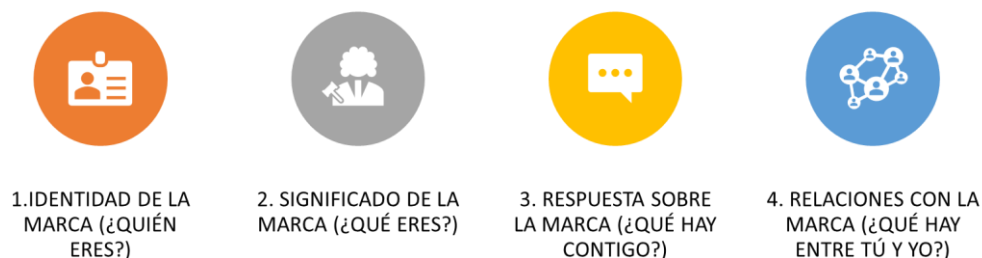 1.IDENTIDAD DE LA
MARCA (¿QUIÉN
ERES?)
2. SIGNIFICADO DE LA
MARCA (¿QUÉ ERES?)
3. RESPUESTA SOBRE
LA MARCA (¿QUÉ HAY
CONTIGO?)
4. RELACIONES CON LA
MARCA (¿QUÉ HAY
ENTRE TÚ Y YO?)